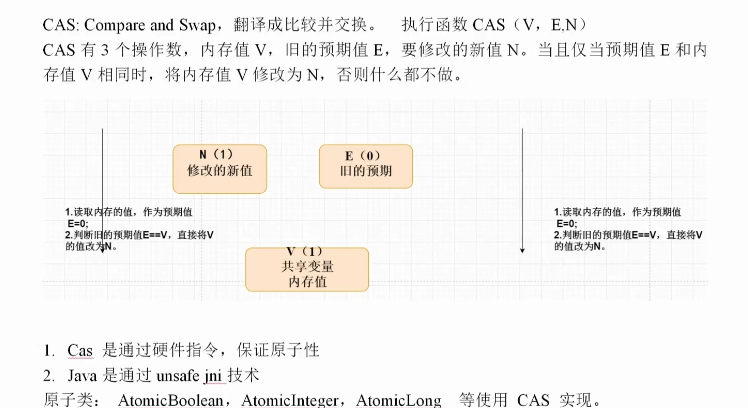 CAS: Compare and Swap，翻译成比较并交换。 执行函数 CAS（V，E,N）
CAS 有 3 个操作数，内存值 V，旧的预期值 E，要修改的新值 N。当且仅当预期值 E 和内
存值 V 相同时，将内存值 V 修改为 N，否则什么都不做。
N（1）
修改的新值
E（0）
旧的预期
1.读取内存的值，作为预期值
E=0;
2.判断旧的预期值E==V，直接将V
的值改为N。
1.读取内存的值，作为预期值
E=0;
2.判断旧的预期值E==V，直接将V
的值改为N。
V（1）
共享变量
内存值
1. Cas 是通过硬件指令，保证原子性
2. Java 是通过 unsafe jni 技术
原子类： AtomicBoolean，AtomicInteger，AtomicLong 等使用 CAS 实现。